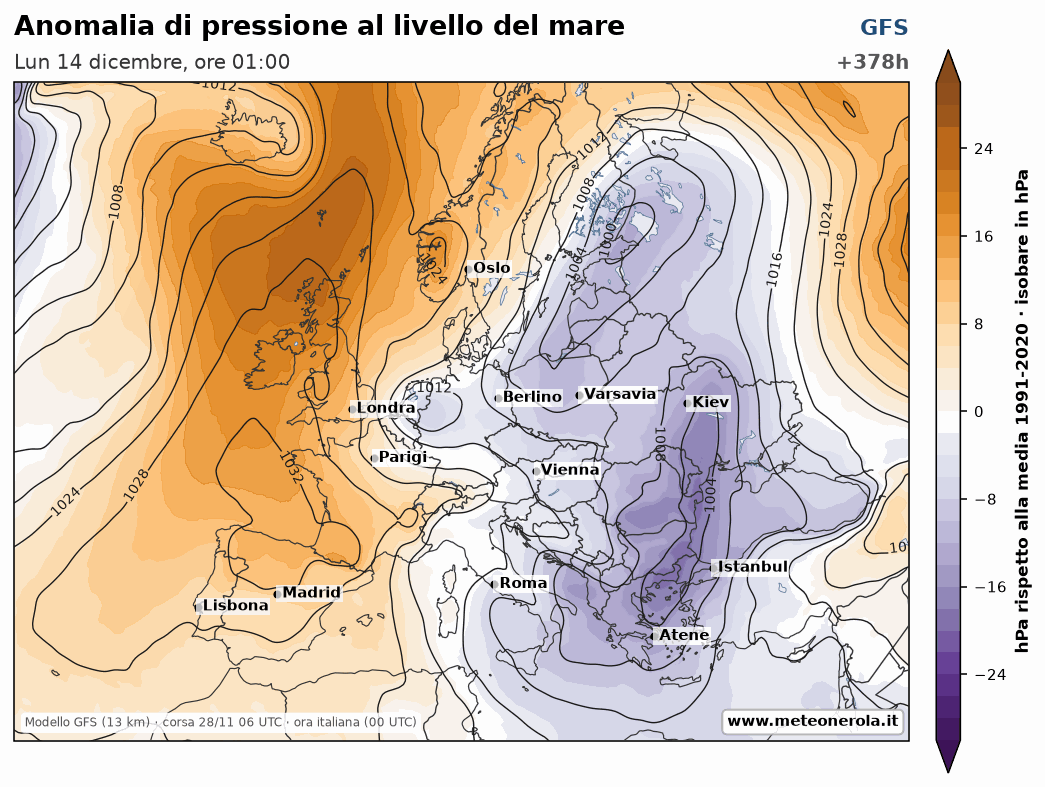 Anomalia di pressione al livello del mare
GFS
Lun 14 dicembre, ore 01:00
+378h
1012
1012
1008
1008
1024
1028
1000
1004
1016
1024
Oslo
1012
Berlino
Varsavia
Kiev
Londra
1008
Parigi
1032
Vienna
1028
1024
1004
10
Istanbul
Roma
Madrid
Lisbona
Atene
Modello GFS (13 km) · corsa 28/11 06 UTC · ora italiana (00 UTC)
www.meteonerola.it
24
16
8
0
−8
−16
−24
hPa rispetto alla media 1991-2020 · isobare in hPa